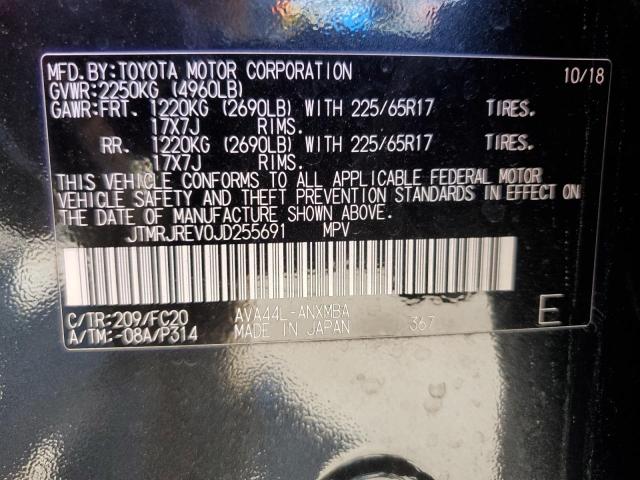 MFD.BY:TOYOTA MOTOR CORPORATION 10/18
GVWR:2250KG (4960LB)
GAWR:FRT. 1220KG (2690LB) WITH 225/65R17 TIRES.
17X7J RIMS.
RR. 1220KG (2690LB) WITH 225/65R17 TIRES.
17X7J RIMS.
THIS VEHICLE CONFORMS TO ALL APPLICABLE FEDERAL MOTOR
VEHICLE SAFETY AND THEFT PREVENTION STANDARDS IN EFFECT ON
THE DATE OF MANUFACTURE SHOWN ABOVE.
JTMRJREV0JD255691 MPV
C/TR:209/FC20 AVA44L-ANXMBA 367 E
A/TM:-08A/P314 MADE IN JAPAN